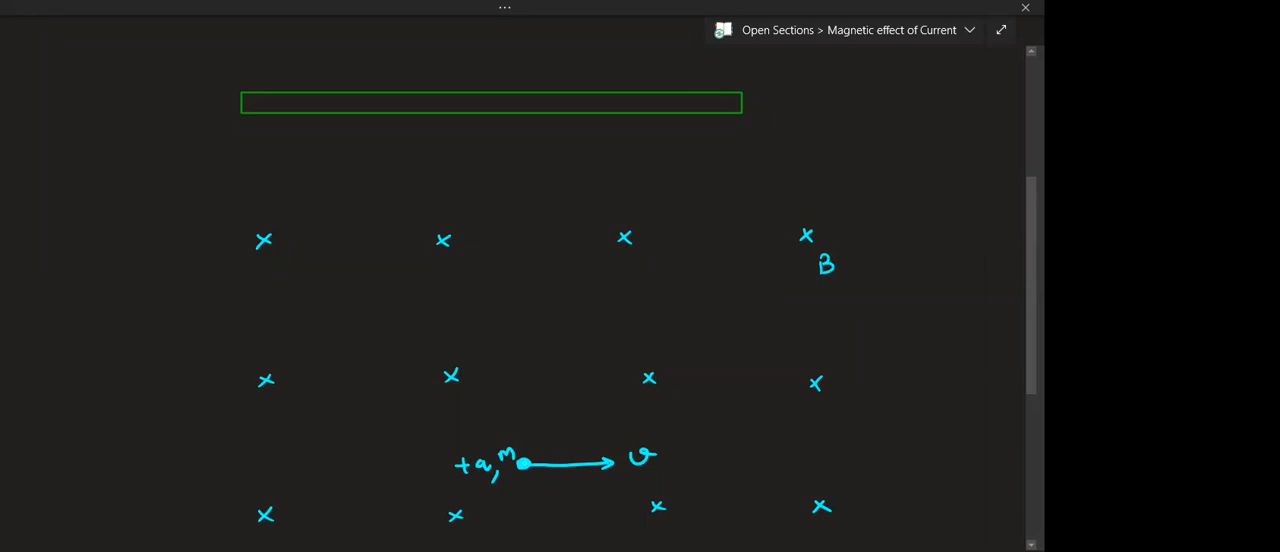 ...
Open Sections > Magnetic effect of Current
x x x x
B
x x x x
+q, m v
x x x x